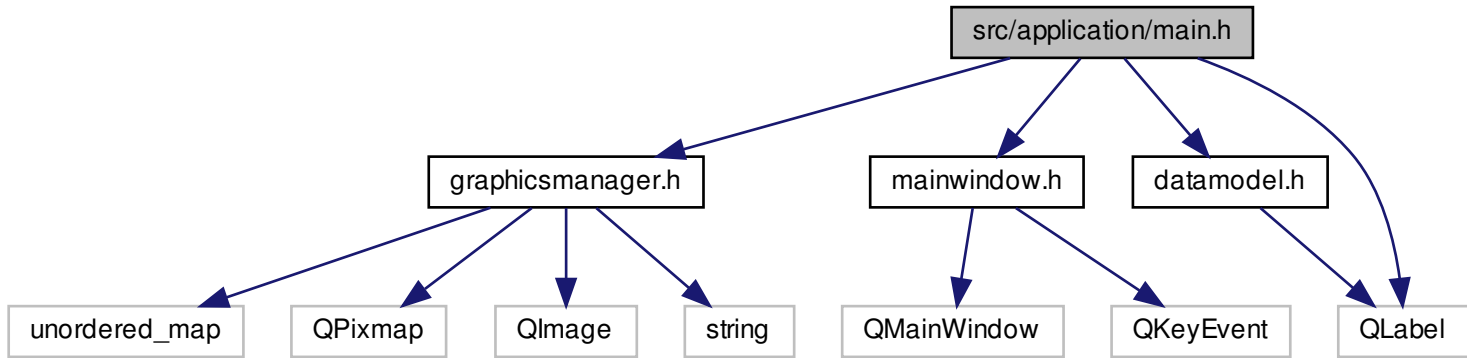 src/application/main.h
graphicsmanager.h
mainwindow.h
datamodel.h
unordered_map
QPixmap
QImage
string
QMainWindow
QKeyEvent
QLabel